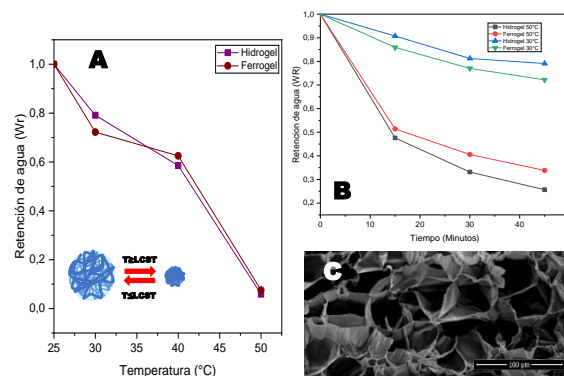 A
Hidrogel
Ferrogel
Retención de agua (Wr)
1,0
0,8
0,6
0,4
0,2
0,0
T≥LCST
T≤LCST
25
30
35
40
45
50
Temperatura (°C)
B
Hidrogel 50°C
Ferrogel 50°C
Hidrogel 30°C
Ferrogel 30°C
Retención de agua (WR)
1,0
0,9
0,8
0,7
0,6
0,5
0,4
0,3
0,2
0
10
20
30
40
Tiempo (Minutos)
C
100 µm